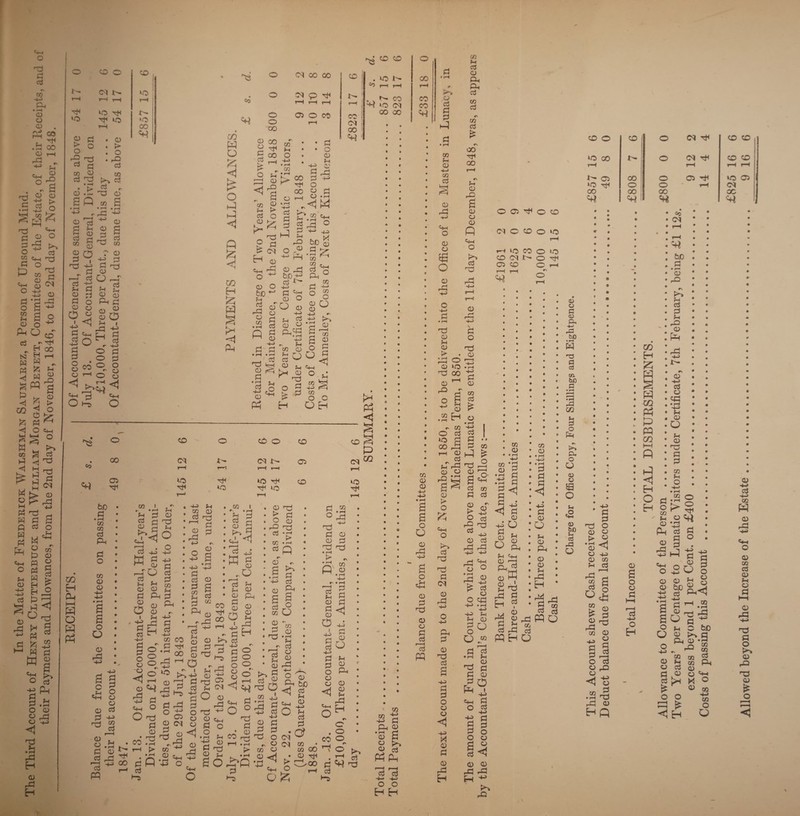 The Third Account of HENRY CLUTTERBUCK and WILLIAM MORGAN BENETT, Committees of the Estate, of their Receipts, and of
their Payments and Allowances, from the 2nd day of November, 1846, to the 2nd day of November, 1848.
In the Matter of FREDERICK WALSHMAN SAUMAREZ, a Person of Unsound Mind.
RECEIPTS.
£ s. d.
Balance due from the Committees on passing
their last account . . . . . . . . 49 8 0
1847.
Jan. 13. Of the Accountant-General, Half-year's
Dividend on £10,000, Three per Cent. Annui-
ties, due on the 5th instant, pursuant to Order,
of the 29th July, 1843 . . . . . . . . 145 12 6
Of the Accountant-General, pursuant to the last
mentioned Order, due the same time, under
Order of the 26th July, 1843 . . . . . . 54 17 0
July 13. Of Accountant-General, Half-year's
Dividend on £10,000, Three per Cent. Annui-
ties, due this day . . . . . . . . 145 12 6
Of Accountant-General, due same time, as above 54 17 0
Nov. 22. Of Apothecaries' Company, Dividend
(less Quarterage) . . . . . . . . 6 9 6
1848.
Jan. 13. Of Accountant-General, Dividend on
£10,000, Three per Cent. Annuities, due this
day . . . . . . . . 145 12 6
£ s. d.
Of Accountant-General, due same time, as above 54 17 0
July 13. Of Accountant-General, Dividend on
£10,000, Three per Cent., due this day . . . . 145 12 6
Of Accountant-General, due same time, as above 54 17 0
£857 15 6
PAYMENTS AND ALLOWANCES.
£ s. d.
Retained in Discharge of Two Years' Allowance
for Maintenance, to the 2nd November, 1848 800 0 0
Two Years' Centage to Lunatic Visitors,
under Certificate of 7th February, 1848 . . . . 9 12 2
Costs of Committee on passing this Account . . 10 10 8
To Mr. Annesley, Costs of Next of Kin thereon 3 14 8
£823 17 6
SUMMARY.
£ s. d.
Total Receipts . . . . . . . . 857 15 6
Total Payments . . . . . . . . 823 17 6
Balance due from the Committees . . . . . . . . £33 18 0
The next account is made up to the 2nd day of November, 1850, is to be delivered into the Office of the Masters in Lunacy, in
Michaelmas Term, 1850.
The amount of Fund in Court to which the above named Lunatic was entitled on the 11th day of December, 1848, was, as appears
by the Accountant-General's Certificate of that date, as follows:—
Bank Three per Cent. Annuities . . . . . . . . £1961 2 0
Three-and-Half per Cent. Annuities . . . . . . . . 1625 0 9
Cash . . . . . . . . 73 6 4
Bank Three per Cent. Annuities . . . . . . . . 10,000 0 0
Cash . . . . . . . . 145 15 6
Charge for Office Copy, Four Shillings and Eightpence.
This Account shews Cash received . . . . . . . . £857 15 6
Deduct balance due from last Account . . . . . . . . 49 8 0
Total Income . . . . . . . . £808 7 6
TOTAL DISBURSEMENTS.
Allowance to Committee of the Person . . . . . . . . £800 0 0
Two years' per Centage to Lunatic Visitors under Certificate, 7th February, being £1 12s.
per Cent. on £400 . . . . . . . . 9 12 2
excess beyond 1
Costs of Passing this Account . . . . . . . . 14 4 4
£825 16 6
Allowed beyond the Increase of the Estate . . . . . . . . 9 16 6